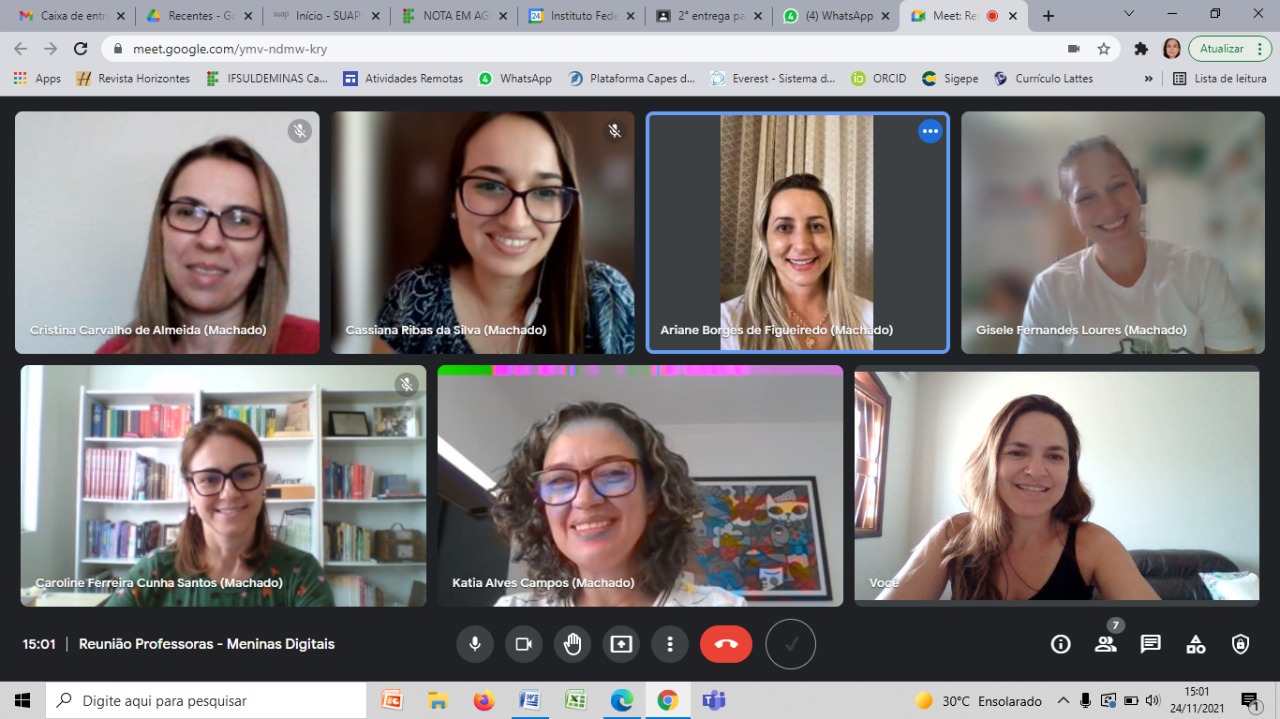 Caixa de entr
Recentes - Go
suap Início - SUAP:
NOTA EM AG
24 Instituto Fede
2° entrega pa
4 (4) WhatsApp
Meet: Re
meet.google.com/ymv-ndmw-kry
Atualizar
Apps
Revista Horizontes
IFSULDEMINAS Ca...
Atividades Remotas
WhatsApp
Plataforma Capes d...
Everest - Sistema d...
iD ORCID
Sigepe
Currículo Lattes
»
Lista de leitura
Cristina Carvalho de Almeida (Machado)
Cassiana Ribas da Silva (Machado)
Ariane Borges de Figueiredo (Machado)
Gisele Fernandes Loures (Machado)
Caroline Ferreira Cunha Santos (Machado)
Katia Alves Campos (Machado)
Você
15:01 | Reunião Professoras - Meninas Digitais
7
Digite aqui para pesquisar
30°C Ensolarado
15:01
24/11/2021
1